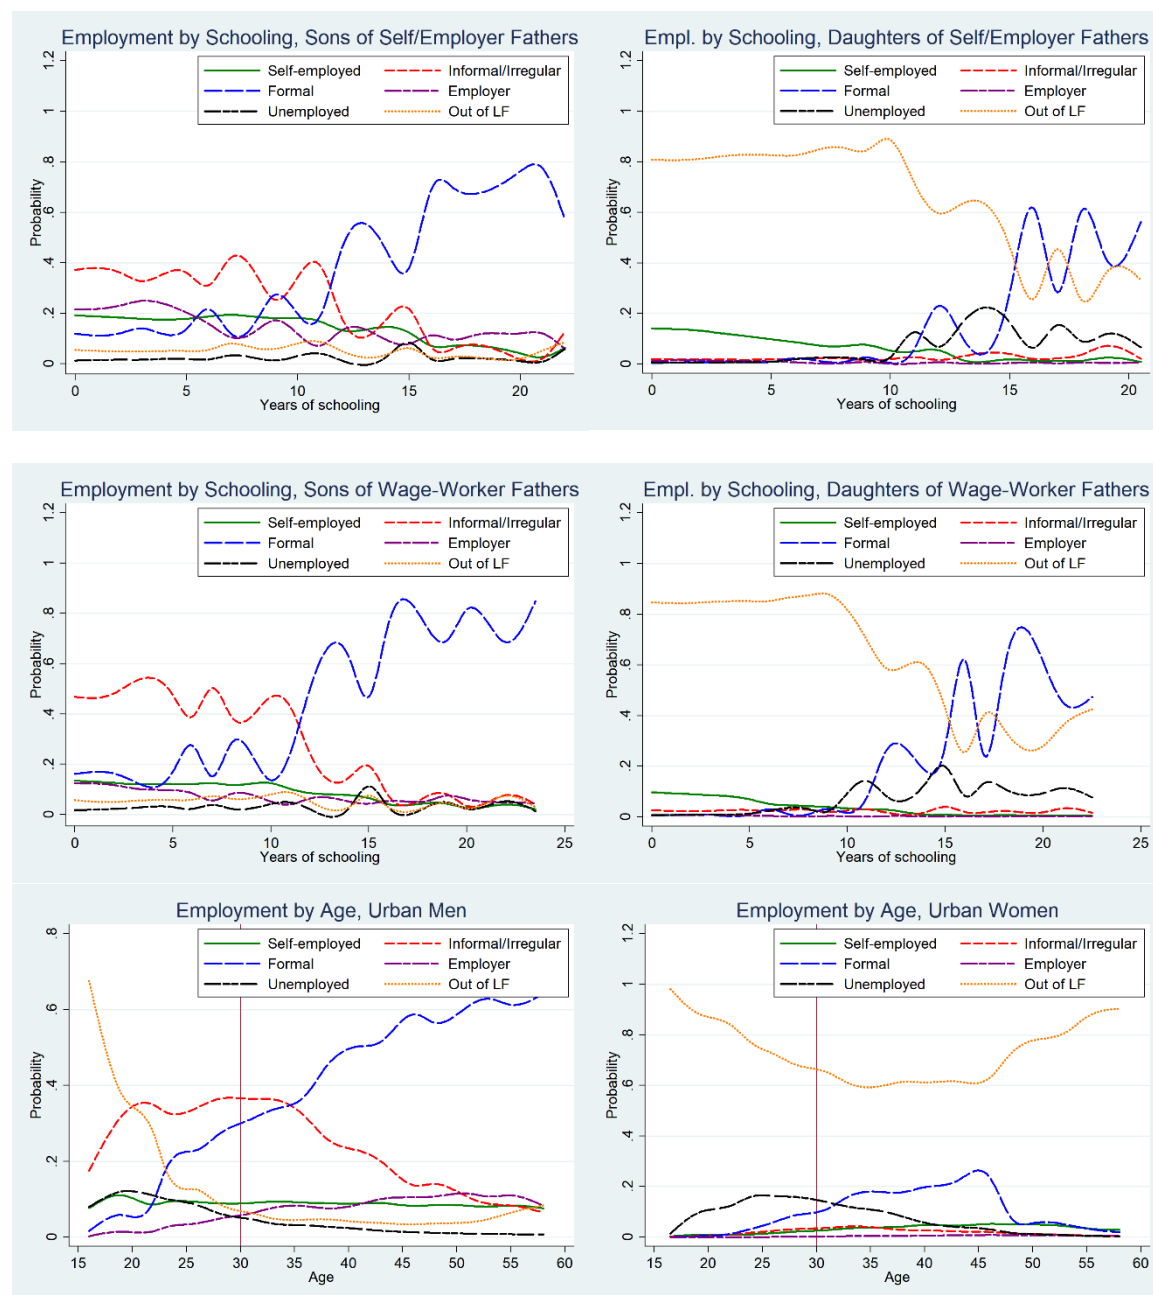 Employment by Schooling, Sons of Self/Employer Fathers
Self-employed Informal/Irregular
Formal Employer
Unemployed Out of LF
Probability
0 .2 .4 .6 .8 1 1.2
0 5 10 15 20
Years of schooling
Empl. by Schooling, Daughters of Self/Employer Fathers
Self-employed Informal/Irregular
Formal Employer
Unemployed Out of LF
Probability
0 .2 .4 .6 .8 1 1.2
0 5 10 15 20
Years of schooling
Employment by Schooling, Sons of Wage-Worker Fathers
Self-employed Informal/Irregular
Formal Employer
Unemployed Out of LF
Probability
0 .2 .4 .6 .8 1 1.2
0 5 10 15 20 25
Years of schooling
Empl. by Schooling, Daughters of Wage-Worker Fathers
Self-employed Informal/Irregular
Formal Employer
Unemployed Out of LF
Probability
0 .2 .4 .6 .8 1 1.2
0 5 10 15 20 25
Years of schooling
Employment by Age, Urban Men
Self-employed Informal/Irregular
Formal Employer
Unemployed Out of LF
Probability
0 .2 .4 .6 .8
15 20 25 30 35 40 45 50 55 60
Age
Employment by Age, Urban Women
Self-employed Informal/Irregular
Formal Employer
Unemployed Out of LF
Probability
0 .2 .4 .6 .8 1 1.2
15 20 25 30 35 40 45 50 55 60
Age